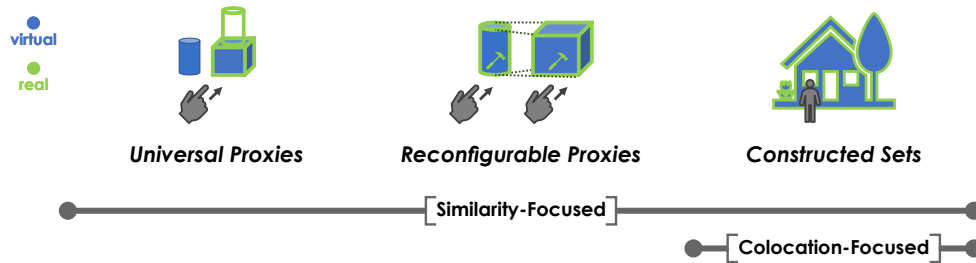 virtual
real
Universal Proxies
Reconfigurable Proxies
Constructed Sets
Similarity-Focused
Colocation-Focused